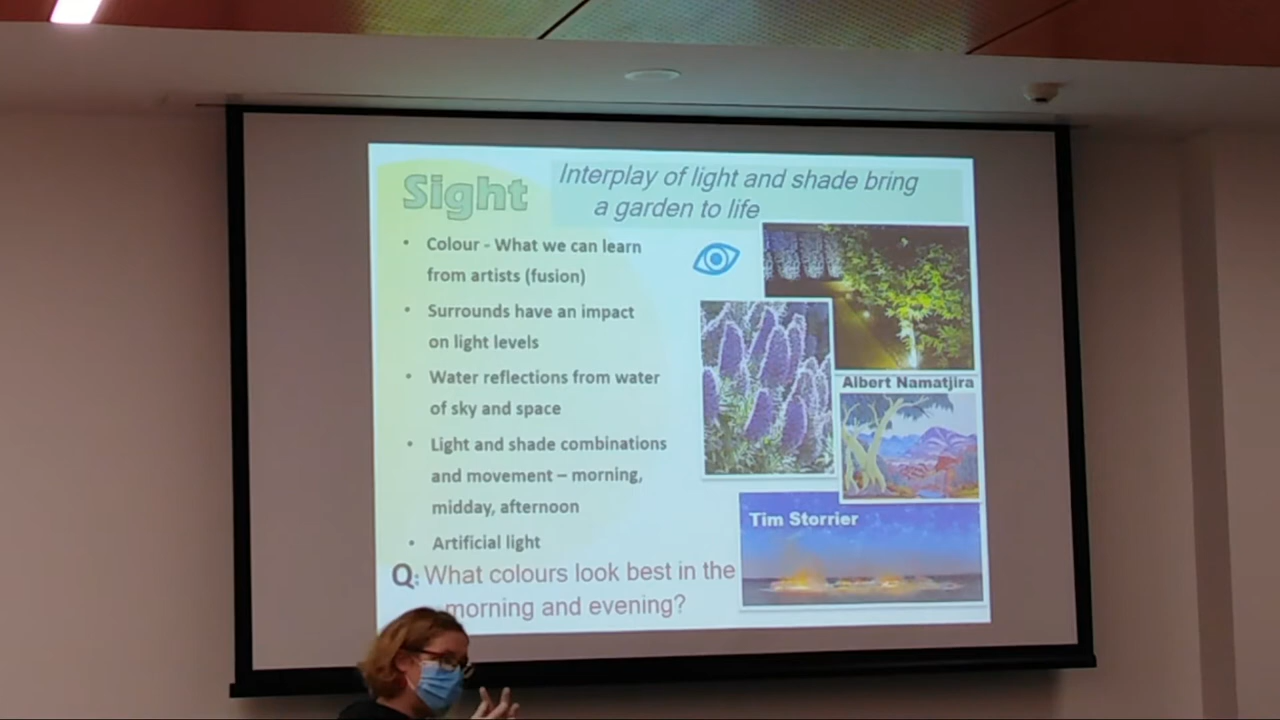 Sight
Interplay of light and shade bring
a garden to life
• Colour - What we can learn
from artists (fusion)
• Surrounds have an impact
on light levels
• Water reflections from water
of sky and space
• Light and shade combinations
and movement – morning,
midday, afternoon
• Artificial light
Q: What colours look best in the
morning and evening?
Albert Namatjira
Tim Storrier